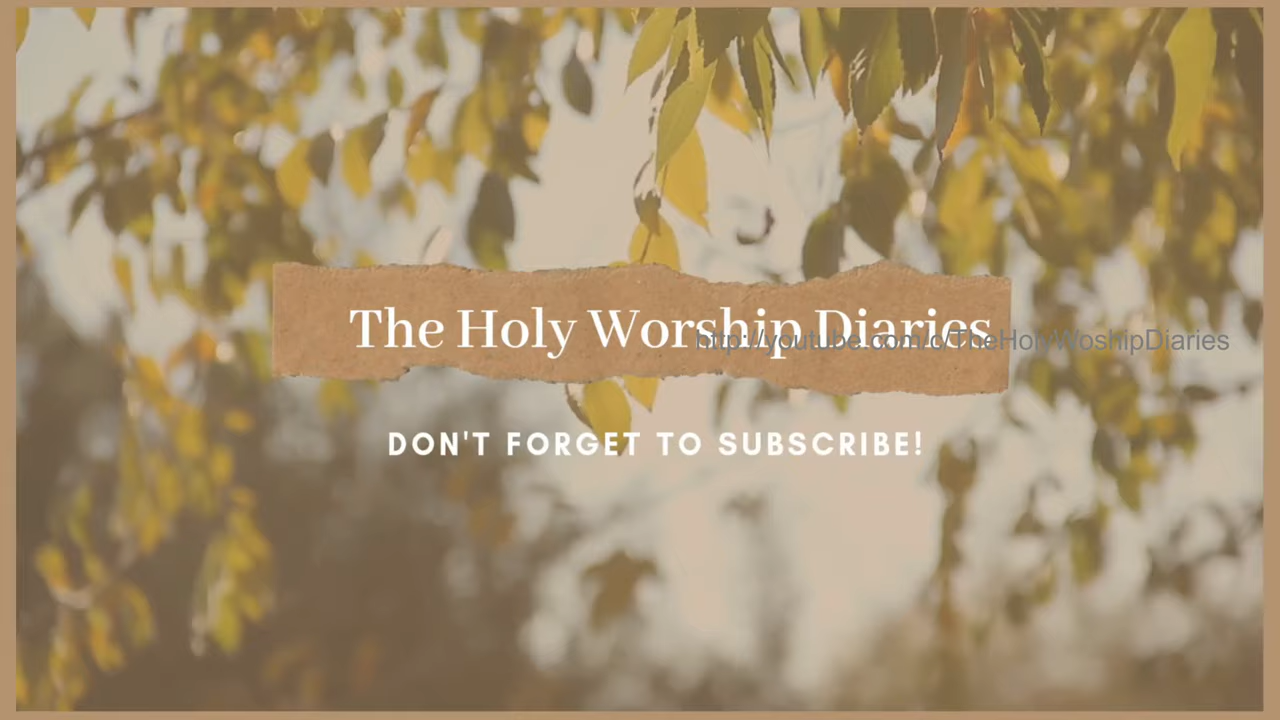 The Holy Worship Diaries
http://youtube.com/c/TheHolyWoshipDiaries
DON'T FORGET TO SUBSCRIBE!